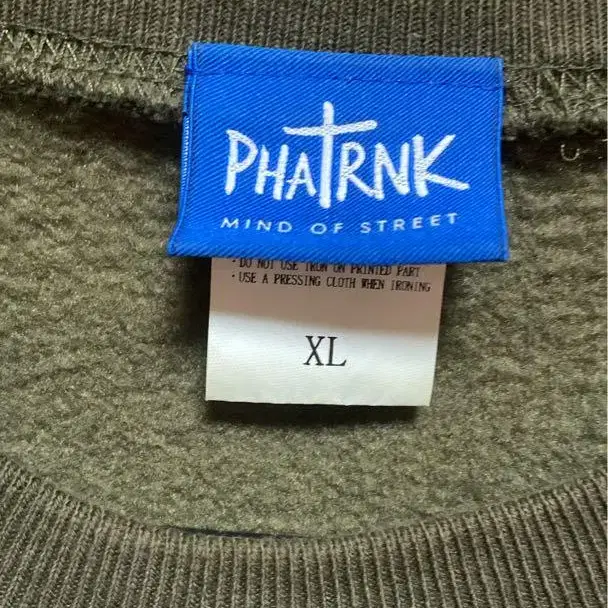 PHATRNK
MIND OF STREET
· DO NOT USE IRON ON PRINTED PART
· USE A PRESSING CLOTH WHEN IRONING
XL